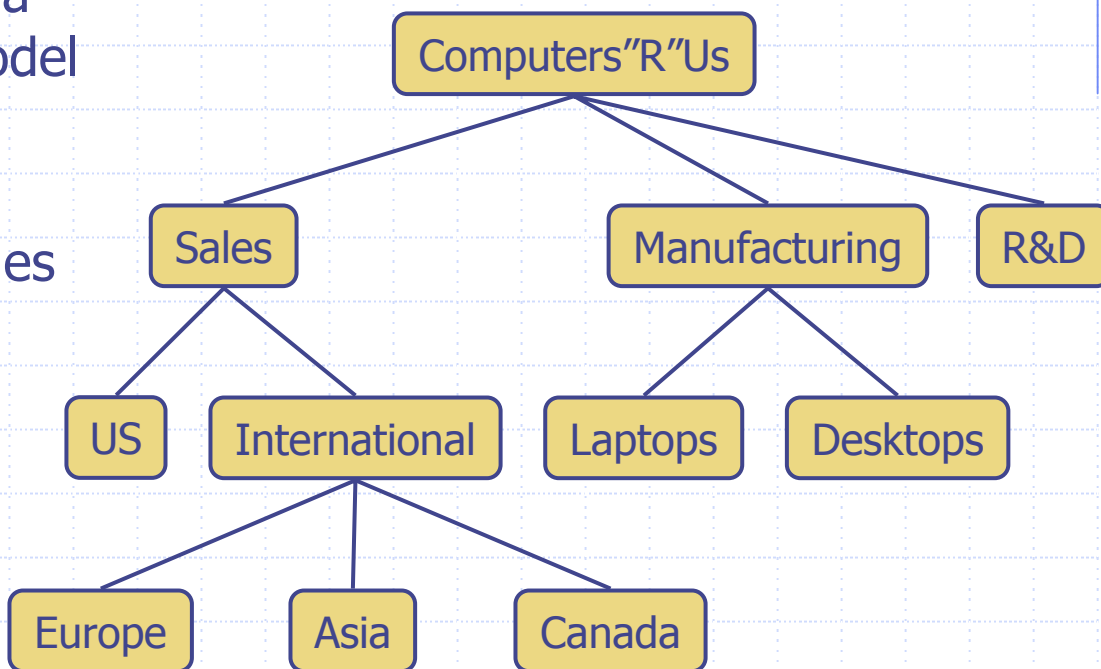 Computers”R”Us
Sales
Manufacturing
R&D
US
International
Laptops
Desktops
Europe
Asia
Canada